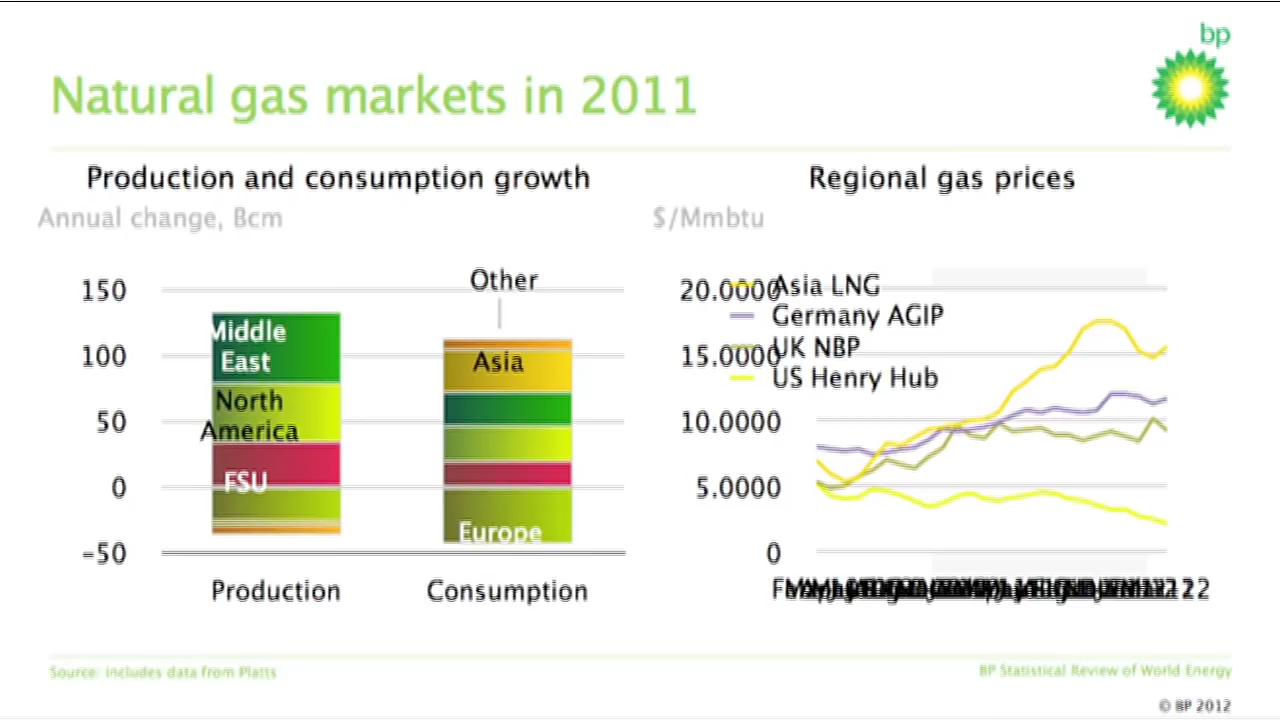 bp
Natural gas markets in 2011
Production and consumption growth
Annual change, Bcm
150
100
50
0
-50
Middle
East
North
America
FSU
Other
Asia
Europe
Production
Consumption
Regional gas prices
$/Mmbtu
20.0000
15.0000
10.0000
5.0000
0
Asia LNG
Germany AGIP
UK NBP
US Henry Hub
Source: includes data from Platts
BP Statistical Review of World Energy
© BP 2012